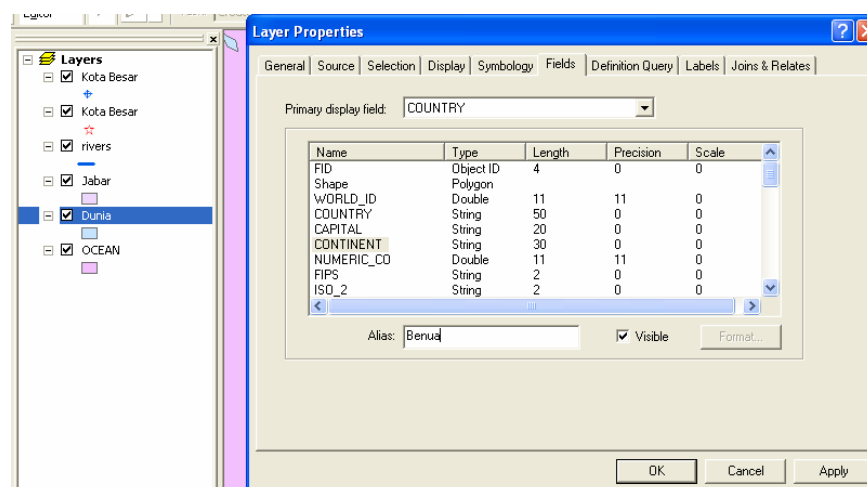 Layers
Kota Besar
Kota Besar
rivers
Jabar
Dunia
OCEAN
Layer Properties
General Source Selection Display Symbology Fields Definition Query Labels Joins & Relates
Primary display field: COUNTRY
Name Type Length Precision Scale
FID Object ID 4 0 0
Shape Polygon
WORLD_ID Double 11 11 0
COUNTRY String 50 0 0
CAPITAL String 20 0 0
CONTINENT String 30 0 0
NUMERIC_CO Double 11 11 0
FIPS String 2 0 0
ISO_2 String 2 0 0
Alias: Benua Visible Format...
OK Cancel Apply